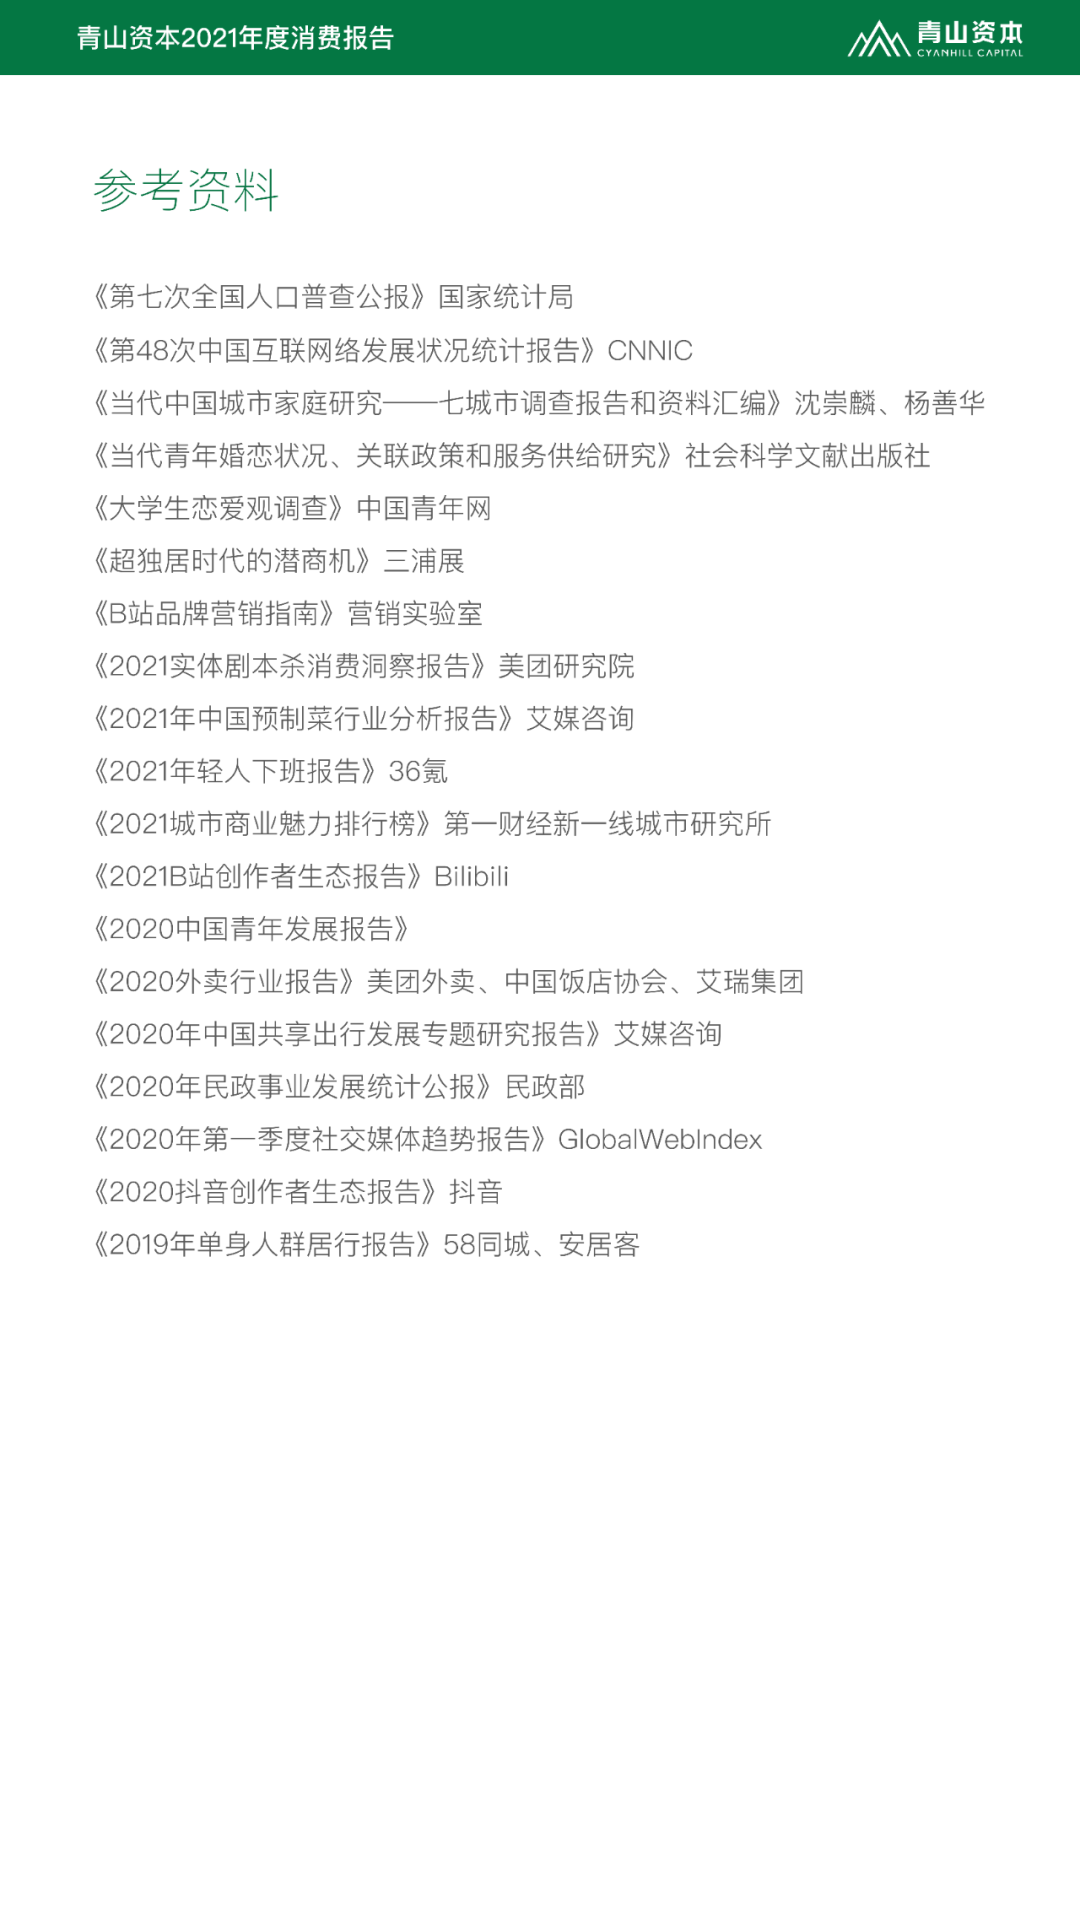 青山资本2021年度消费报告
青山资本
CYANHILL CAPITAL
参考资料
《第七次全国人口普查公报》国家统计局
《第48次中国互联网络发展状况统计报告》CNNIC
《当代中国城市家庭研究——七城市调查报告和资料汇编》沈崇麟、杨善华
《当代青年婚恋状况、关联政策和服务供给研究》社会科学文献出版社
《大学生恋爱观调查》中国青年网
《超独居时代的潜商机》三浦展
《B站品牌营销指南》营销实验室
《2021实体剧本杀消费洞察报告》美团研究院
《2021年中国预制菜行业分析报告》艾媒咨询
《2021年轻人下班报告》36氪
《2021城市商业魅力排行榜》第一财经新一线城市研究所
《2021B站创作者生态报告》Bilibili
《2020中国青年发展报告》
《2020外卖行业报告》美团外卖、中国饭店协会、艾瑞集团
《2020年中国共享出行发展专题研究报告》艾媒咨询
《2020年民政事业发展统计公报》民政部
《2020年第一季度社交媒体趋势报告》GlobalWebIndex
《2020抖音创作者生态报告》抖音
《2019年单身人群居行报告》58同城、安居客